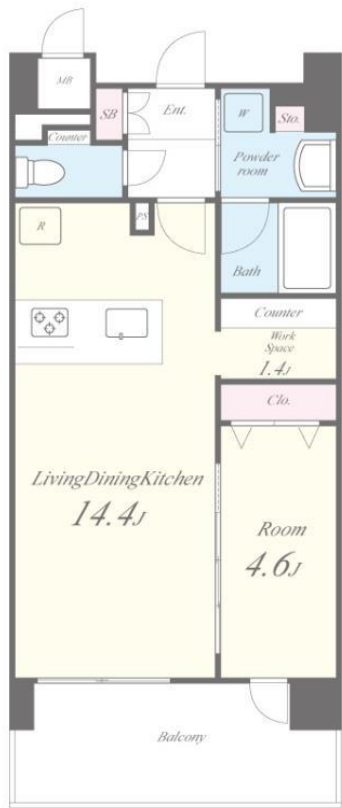 MB
SB
Ent.
W
Sto.
Counter
Powder
room
PS
R
Bath
Counter
Work
Space
1.4J
Clo.
LivingDiningKitchen
14.4J
Room
4.6J
Balcony